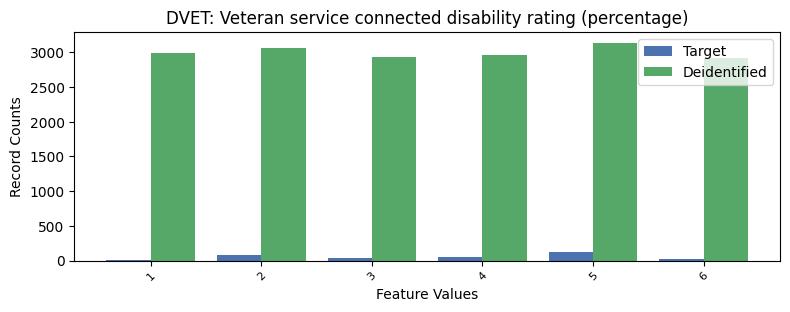 DVET: Veteran service connected disability rating (percentage)
Target
Deidentified
Record Counts
3000
2500
2000
1500
1000
500
0
1 2 3 4 5 6
Feature Values